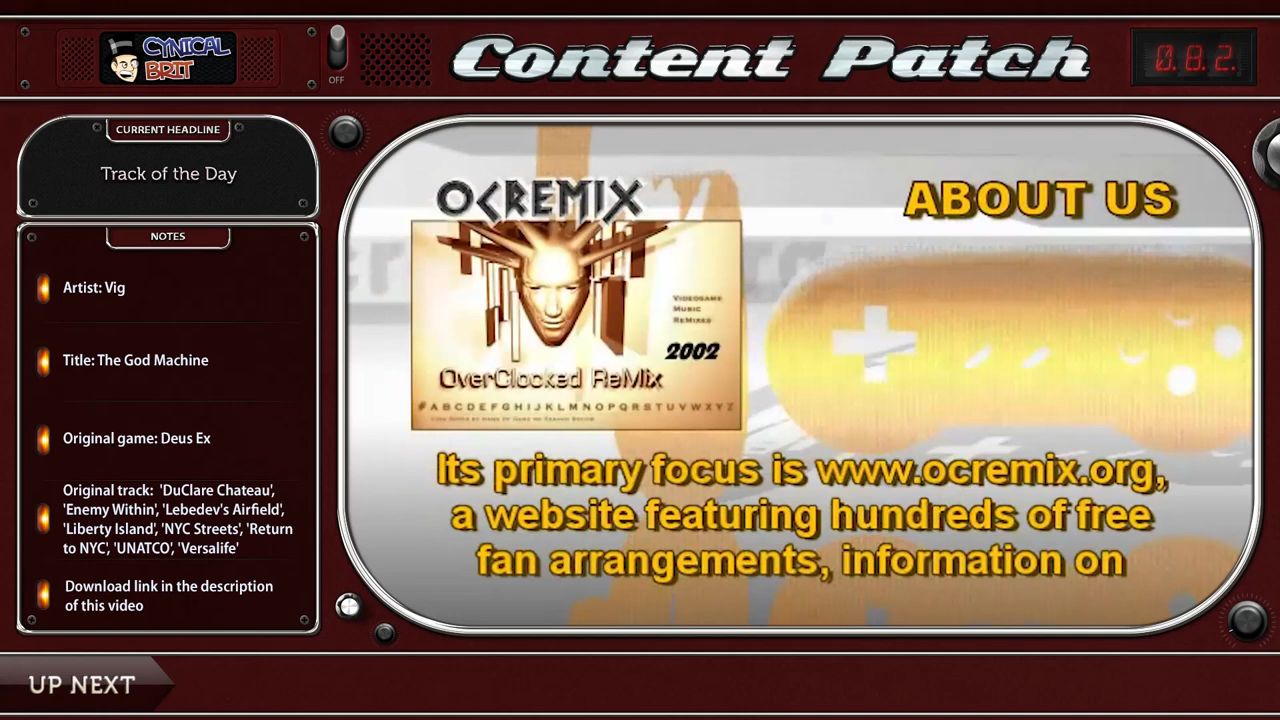 CYNICAL
BRIT
OFF
Content Patch
0.8.2.
CURRENT HEADLINE
Track of the Day
NOTES
Artist: Vig
Title: The God Machine
Original game: Deus Ex
Original track: 'DuClare Chateau',
'Enemy Within', 'Lebedev's Airfield',
'Liberty Island', 'NYC Streets', 'Return
to NYC', 'UNATCO', 'Versalife'
Download link in the description
of this video
OCREMIX
VIDEOGAME
MUSIC
REMIXES
2002
OverClocked ReMix
#ABCDEFGHIJKLMNOPQRSTUVWXYZ
ABOUT US
Its primary focus is www.ocremix.org,
a website featuring hundreds of free
fan arrangements, information on
UP NEXT